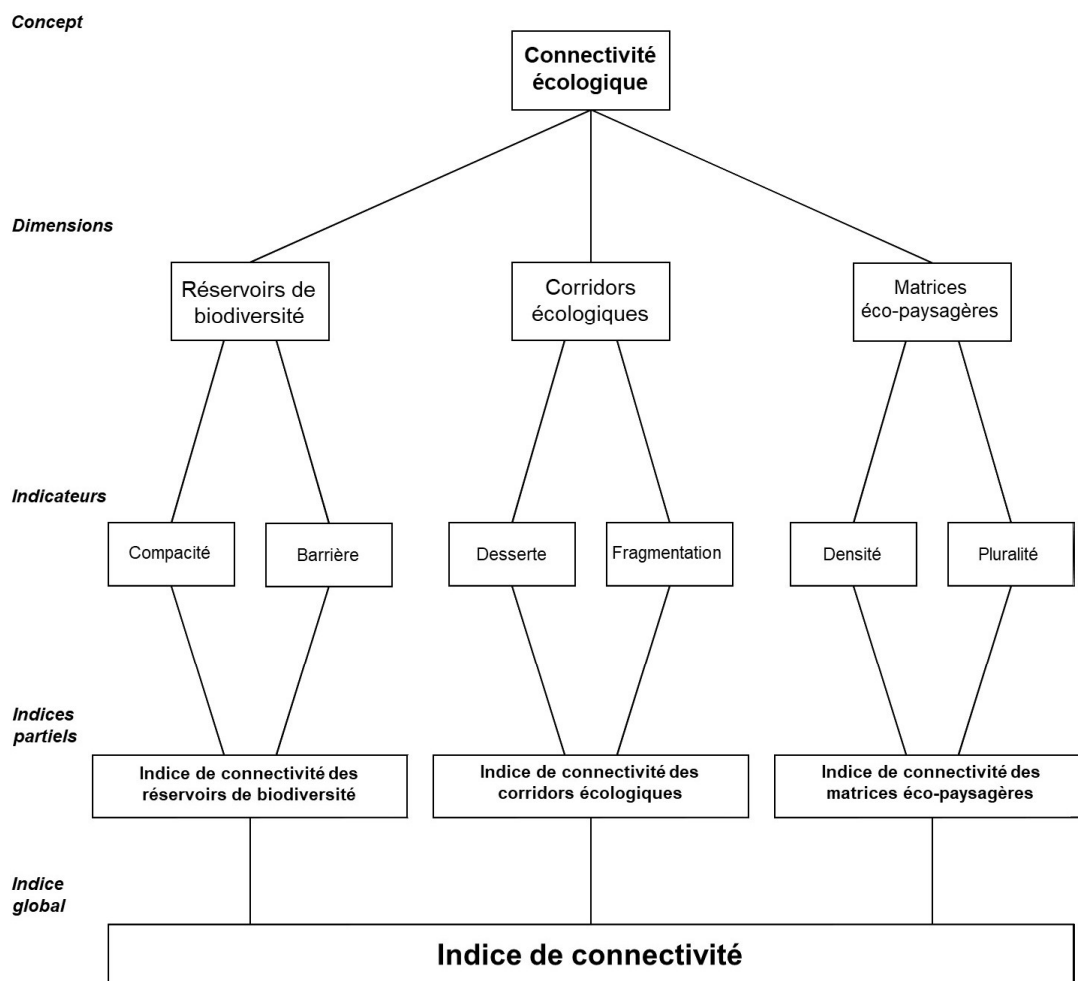 Concept
Connectivité
écologique
Dimensions
Réservoirs de
biodiversité
Corridors
écologiques
Matrices
éco-paysagères
Indicateurs
Compacité
Barrière
Desserte
Fragmentation
Densité
Pluralité
Indices
partiels
Indice de connectivité des
réservoirs de biodiversité
Indice de connectivité des
corridors écologiques
Indice de connectivité des
matrices éco-paysagères
Indice
global
Indice de connectivité